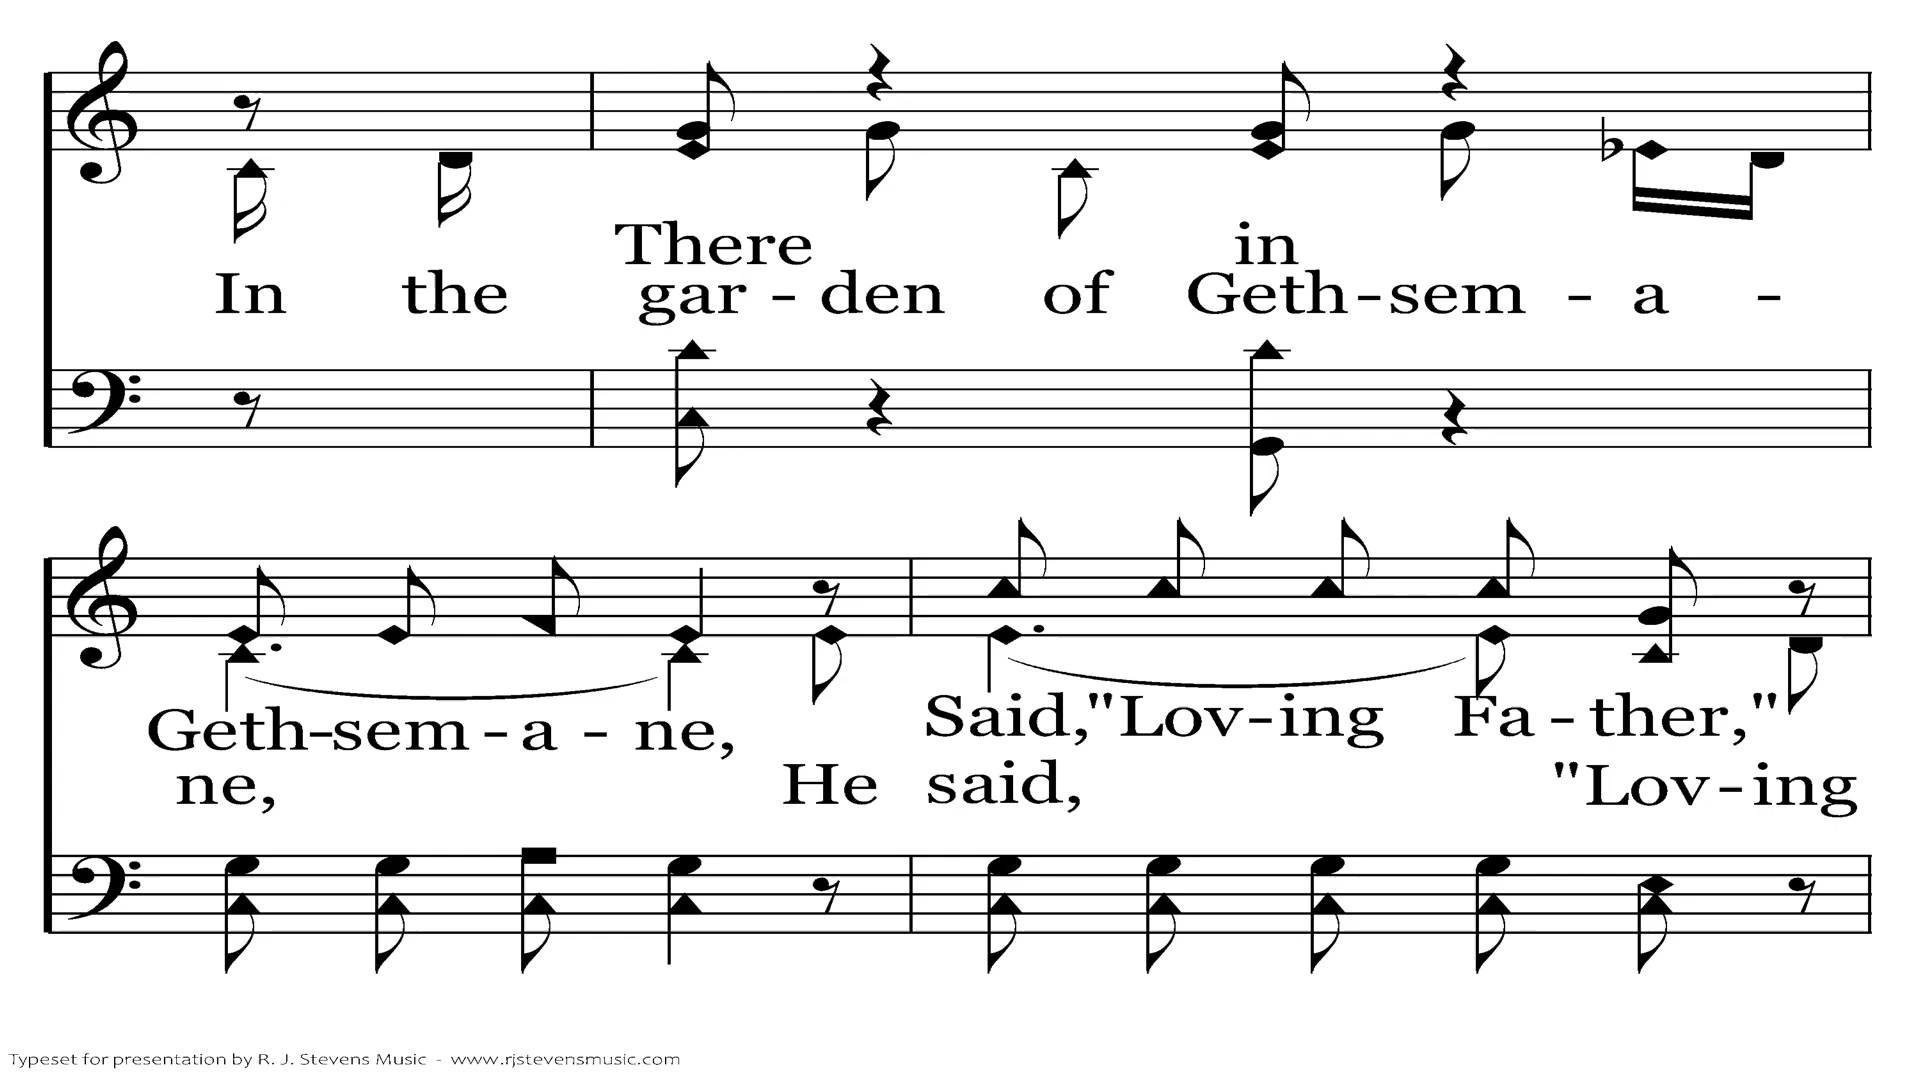 There in
In the gar - den of Geth-sem - a -
Geth-sem - a - ne, Said,"Lov-ing Fa - ther,"
ne, He said, "Lov-ing
Typeset for presentation by R. J. Stevens Music - www.rjstevensmusic.com